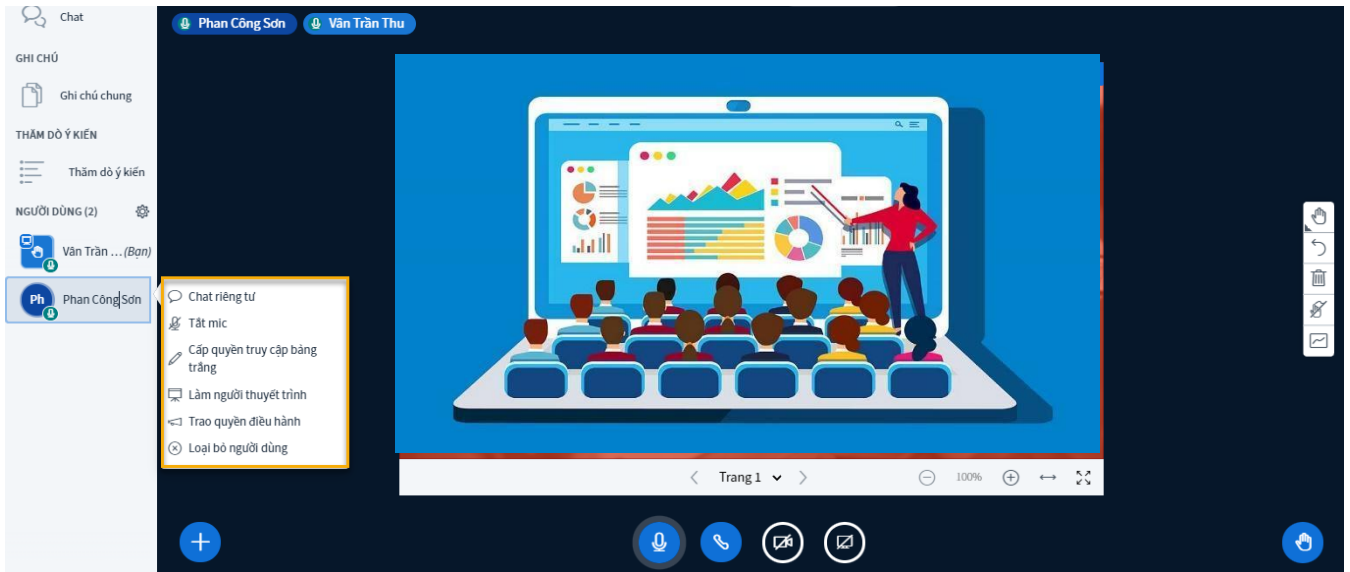 Chat
GHI CHÚ
Ghi chú chung
THĂM DÒ Ý KIẾN
Thăm dò ý kiến
NGƯỜI DÙNG (2)
Vân Trần ...(Bạn)
Ph Phan Công Sơn
Phan Công Sơn
Vân Trần Thu
Chat riêng tư
Tắt mic
Cấp quyền truy cập bảng
trắng
Làm người thuyết trình
Trao quyền điều hành
Loại bỏ người dùng
Trang 1
100%